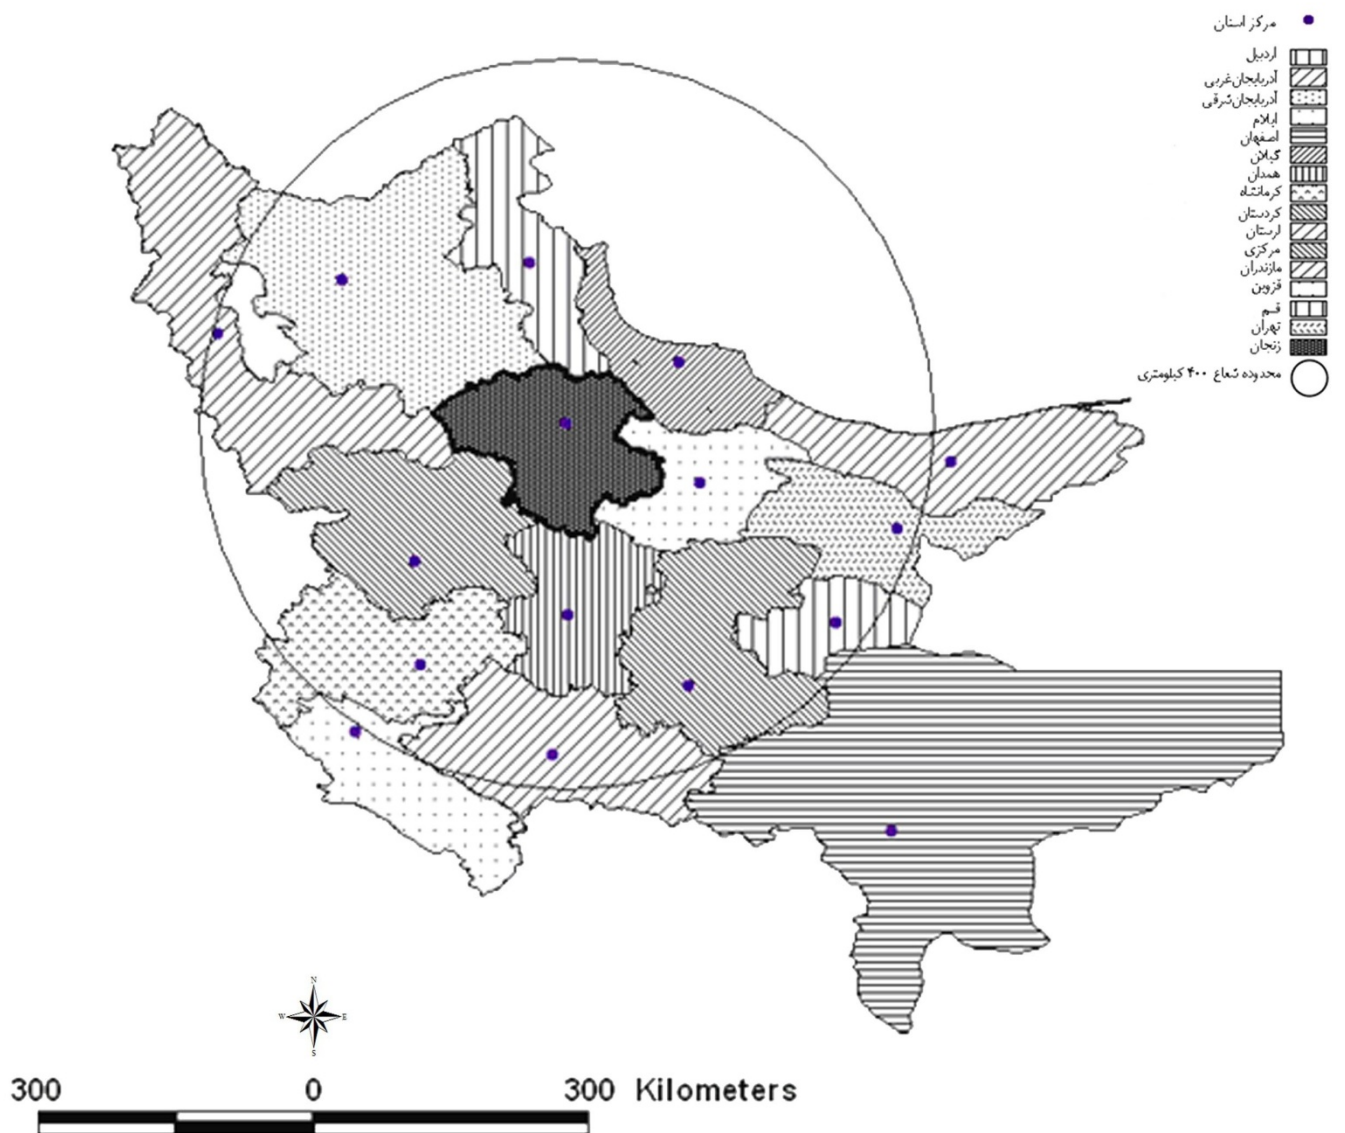 مرکز استان
اردبیل
آذربایجان‌غربی
آذربایجان‌شرقی
ایلام
اصفهان
گیلان
همدان
کرمانشاه
کردستان
لرستان
مرکزی
مازندران
قزوین
قم
تهران
زنجان
محدوده شعاع ۴۰۰ کیلومتری
N
W E
S
300 0 300 Kilometers